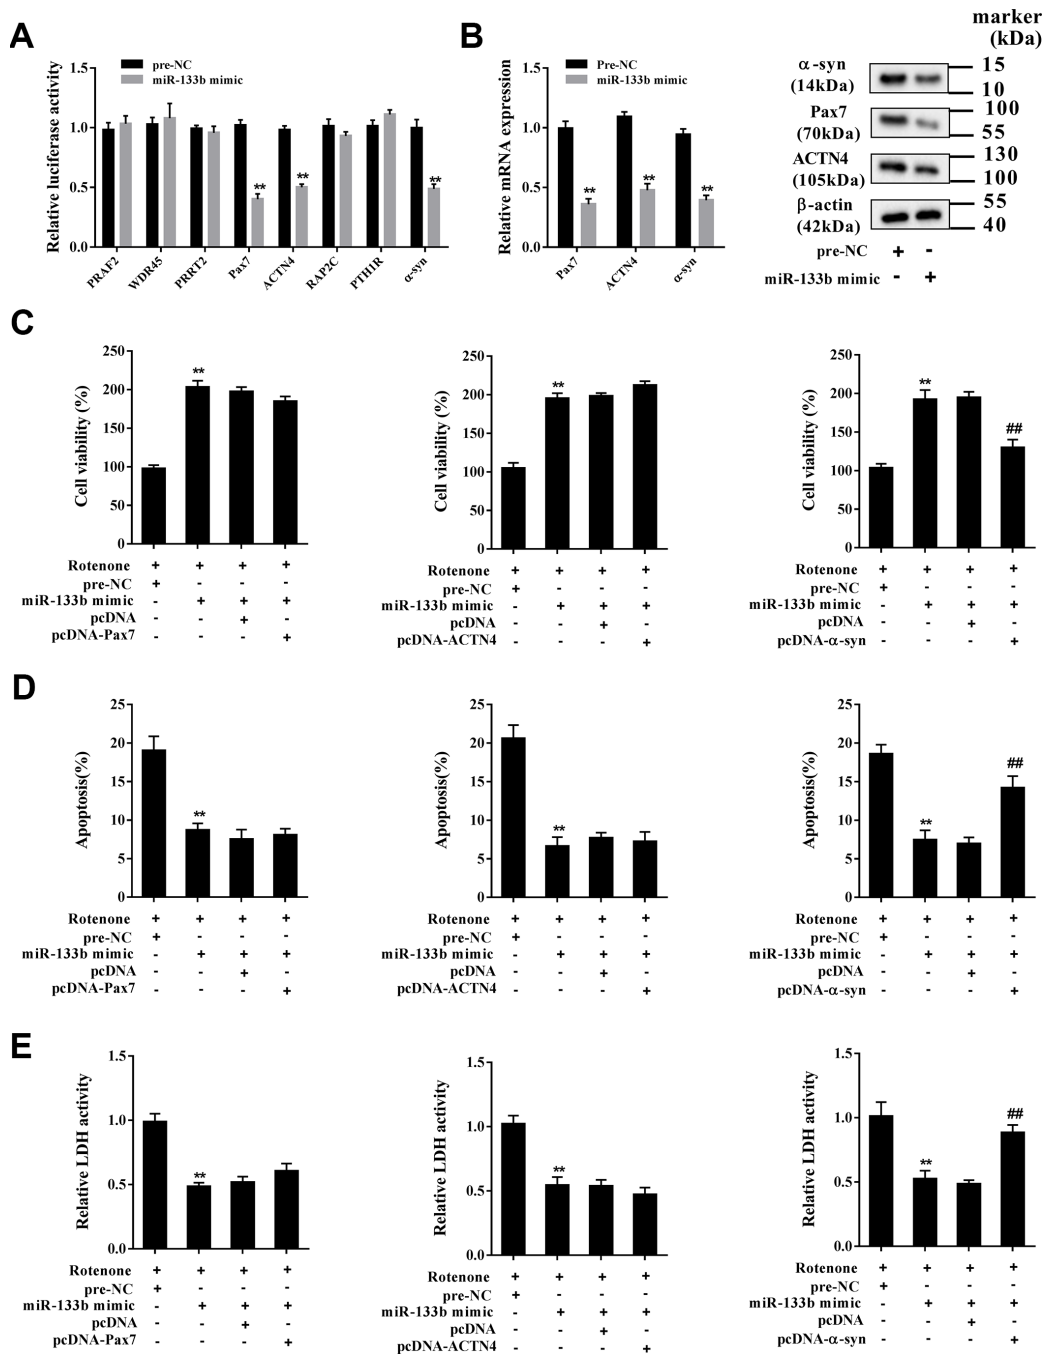 A
pre-NC
miR-133b mimic
Relative luciferase activity
1.5
1.0
0.5
0.0
** ** **
PRAF2 WDR45 PRRT2 Pax7 ACTN4 RAP2C PTH1R α-syn
B
Pre-NC
miR-133b mimic
Relative mRNA expression
1.5
1.0
0.5
0.0
** ** **
Pax7 ACTN4 α-syn
marker
(kDa)
α-syn
(14kDa)
15
10
Pax7
(70kDa)
100
55
ACTN4
(105kDa)
130
100
β-actin
(42kDa)
55
40
pre-NC + -
miR-133b mimic - +
C
Cell viability (%)
250
200
150
100
50
0
**
Rotenone + + + +
pre-NC + - - -
miR-133b mimic - + + +
pcDNA - - + -
pcDNA-Pax7 - - - +
Cell viability (%)
250
200
150
100
50
0
**
Rotenone + + + +
pre-NC + - - -
miR-133b mimic - + + +
pcDNA - - + -
pcDNA-ACTN4 - - - +
Cell viability (%)
250
200
150
100
50
0
** ##
Rotenone + + + +
pre-NC + - - -
miR-133b mimic - + + +
pcDNA - - + -
pcDNA-α-syn - - - +
D
Apoptosis(%)
25
20
15
10
5
0
**
Rotenone + + + +
pre-NC + - - -
miR-133b mimic - + + +
pcDNA - - + -
pcDNA-Pax7 - - - +
Apoptosis(%)
25
20
15
10
5
0
**
Rotenone + + + +
pre-NC + - - -
miR-133b mimic - + + +
pcDNA - - + -
pcDNA-ACTN4 - - - +
Apoptosis(%)
25
20
15
10
5
0
** ##
Rotenone + + + +
pre-NC + - - -
miR-133b mimic - + + +
pcDNA - - + -
pcDNA-α-syn - - - +
E
Relative LDH activity
1.5
1.0
0.5
0.0
**
Rotenone + + + +
pre-NC + - - -
miR-133b mimic - + + +
pcDNA - - + -
pcDNA-Pax7 - - - +
Relative LDH activity
1.5
1.0
0.5
0.0
**
Rotenone + + + +
pre-NC + - - -
miR-133b mimic - + + +
pcDNA - - + -
pcDNA-ACTN4 - - - +
Relative LDH activity
1.5
1.0
0.5
0.0
** ##
Rotenone + + + +
pre-NC + - - -
miR-133b mimic - + + +
pcDNA - - + -
pcDNA-α-syn - - - +